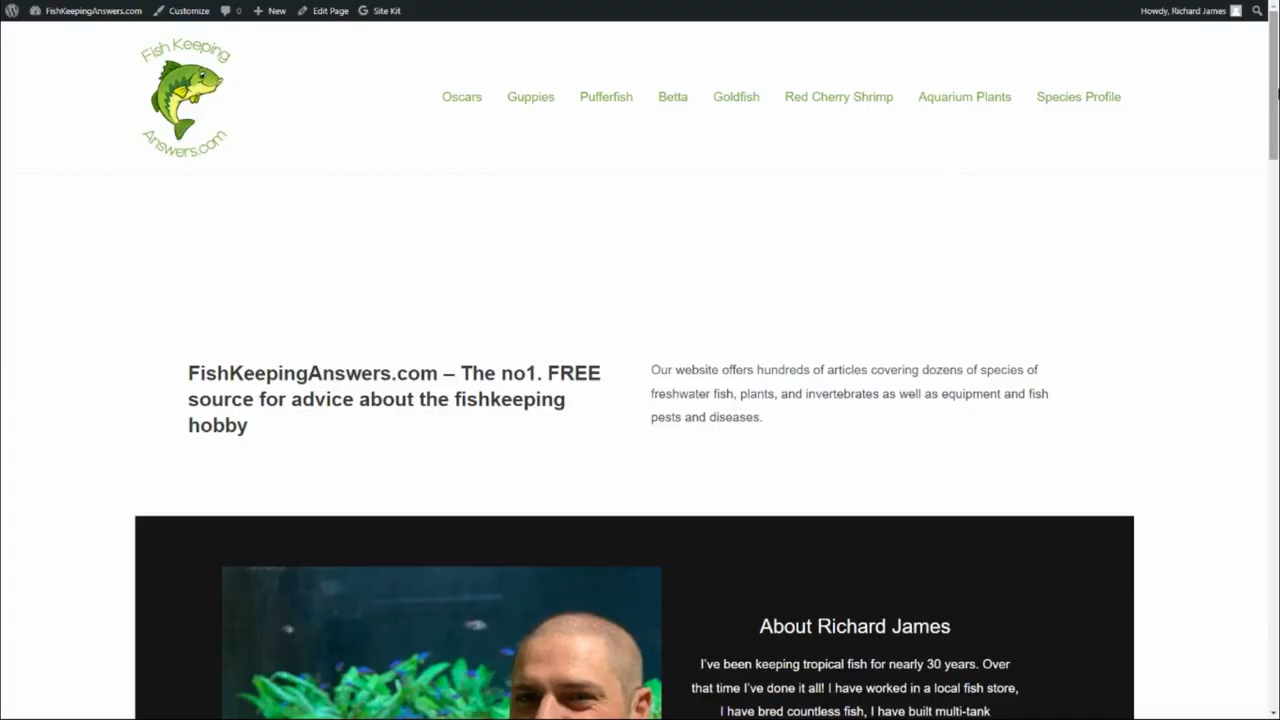 FishKeepingAnswers.com Customize 0 New Edit Page Site Kit Howdy, Richard James
Fish Keeping
Answers.com
Oscars Guppies Pufferfish Betta Goldfish Red Cherry Shrimp Aquarium Plants Species Profile
FishKeepingAnswers.com – The no1. FREE
source for advice about the fishkeeping
hobby
Our website offers hundreds of articles covering dozens of species of
freshwater fish, plants, and invertebrates as well as equipment and fish
pests and diseases.
About Richard James
I've been keeping tropical fish for nearly 30 years. Over
that time I've done it all! I have worked in a local fish store,
I have bred countless fish, I have built multi-tank